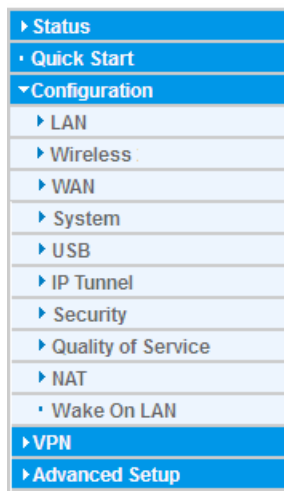 Status
Quick Start
Configuration
LAN
Wireless
WAN
System
USB
IP Tunnel
Security
Quality of Service
NAT
Wake On LAN
VPN
Advanced Setup